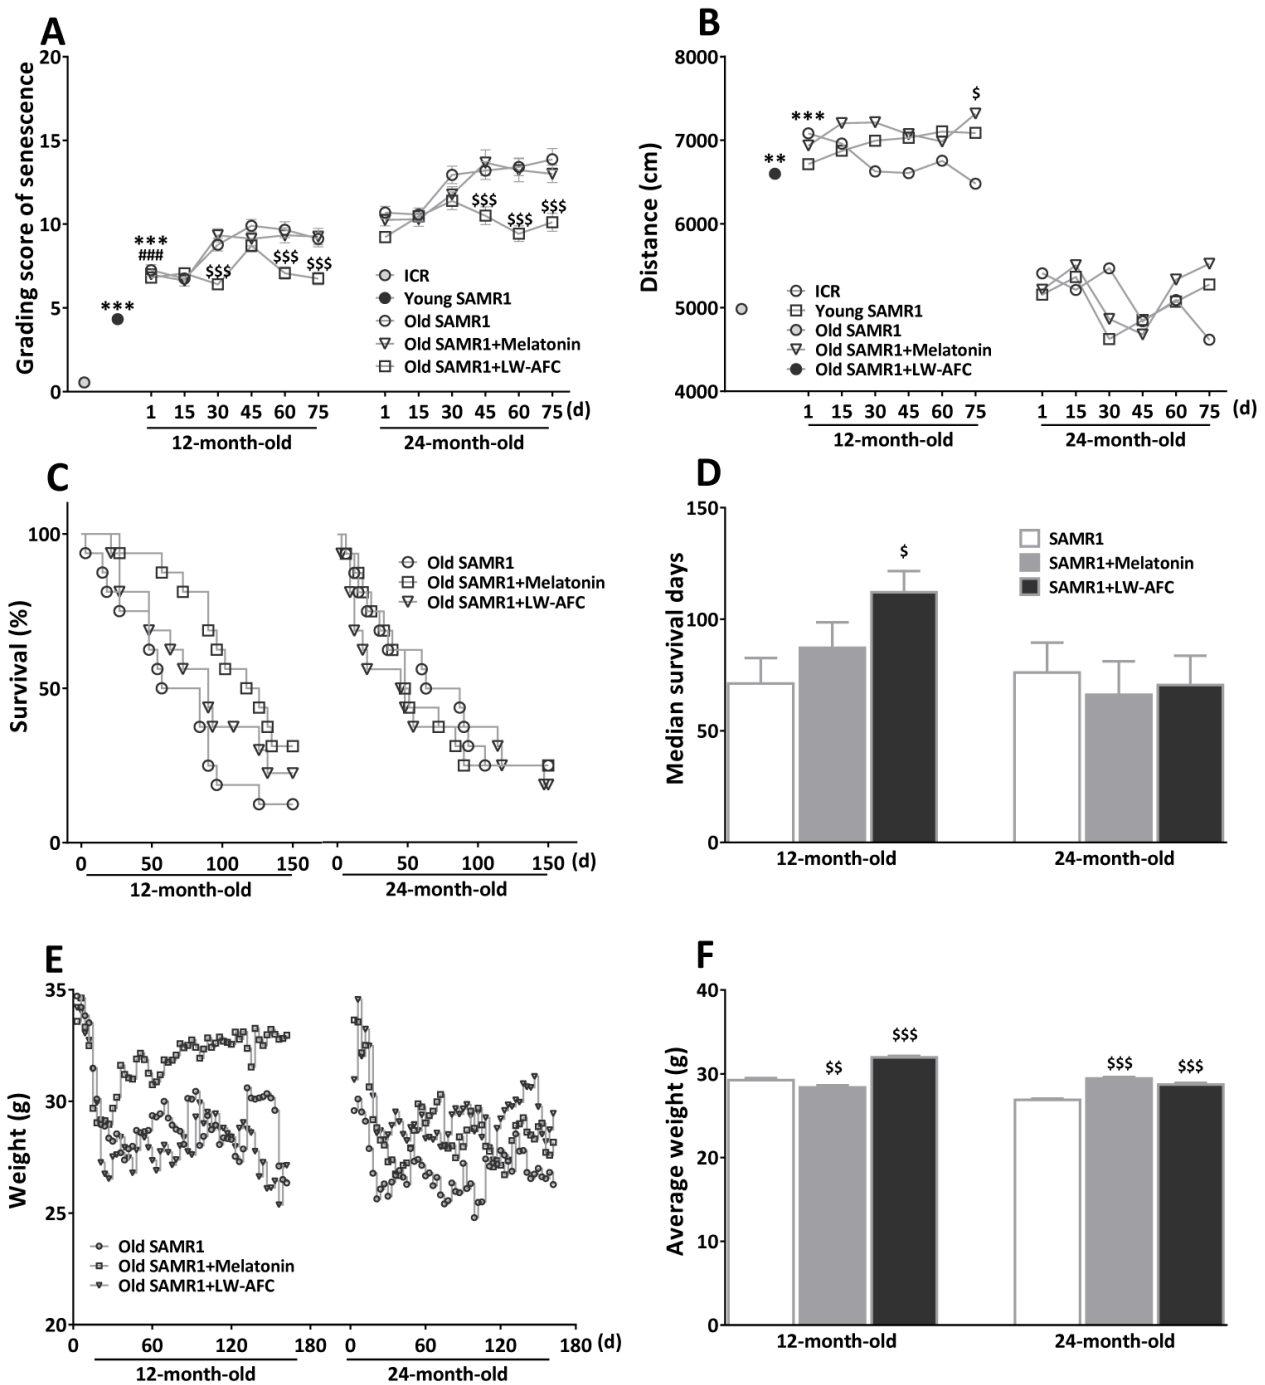 A
Grading score of senescence
20
15
10
5
0
***
***
###
$$$
$$$
$$$
$$$
$$$
$$$
ICR
Young SAMR1
Old SAMR1
Old SAMR1+Melatonin
Old SAMR1+LW-AFC
1 15 30 45 60 75 1 15 30 45 60 75 (d)
12-month-old 24-month-old
B
Distance (cm)
8000
7000
6000
5000
4000
**
***
$
ICR
Young SAMR1
Old SAMR1
Old SAMR1+Melatonin
Old SAMR1+LW-AFC
1 15 30 45 60 75 1 15 30 45 60 75 (d)
12-month-old 24-month-old
C
Survival (%)
100
50
0
Old SAMR1
Old SAMR1+Melatonin
Old SAMR1+LW-AFC
0 50 100 150 0 50 100 150 (d)
12-month-old 24-month-old
D
Median survival days
150
100
50
0
$
SAMR1
SAMR1+Melatonin
SAMR1+LW-AFC
12-month-old 24-month-old
E
Weight (g)
35
30
25
20
Old SAMR1
Old SAMR1+Melatonin
Old SAMR1+LW-AFC
0 60 120 180 0 60 120 180 (d)
12-month-old 24-month-old
F
Average weight (g)
40
30
20
10
0
$$
$$$
$$$
$$$
12-month-old 24-month-old